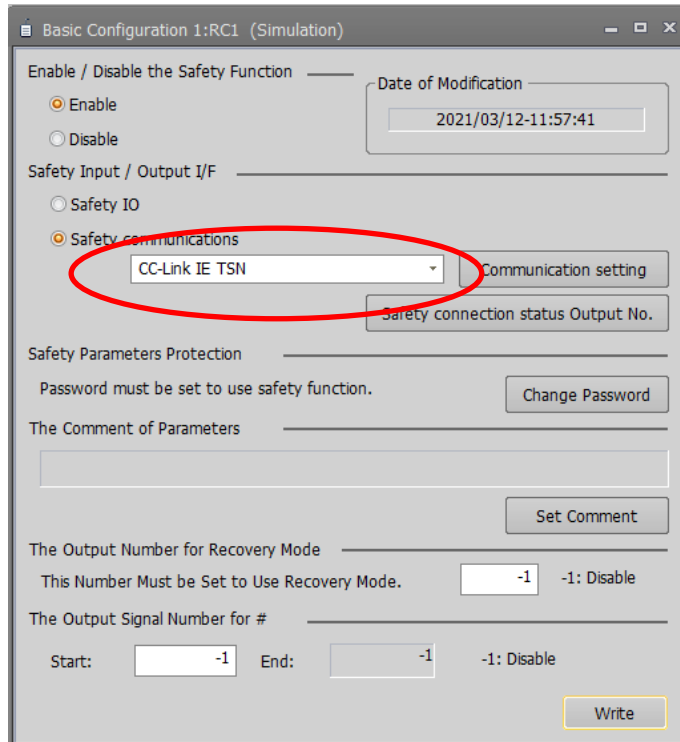 Basic Configuration 1:RC1 (Simulation)
Enable / Disable the Safety Function
Date of Modification
Enable
2021/03/12-11:57:41
Disable
Safety Input / Output I/F
Safety IO
Safety communications
CC-Link IE TSN
Communication setting
Safety connection status Output No.
Safety Parameters Protection
Password must be set to use safety function.
Change Password
The Comment of Parameters
Set Comment
The Output Number for Recovery Mode
This Number Must be Set to Use Recovery Mode.
-1
-1: Disable
The Output Signal Number for #
Start:
-1
End:
-1
-1: Disable
Write